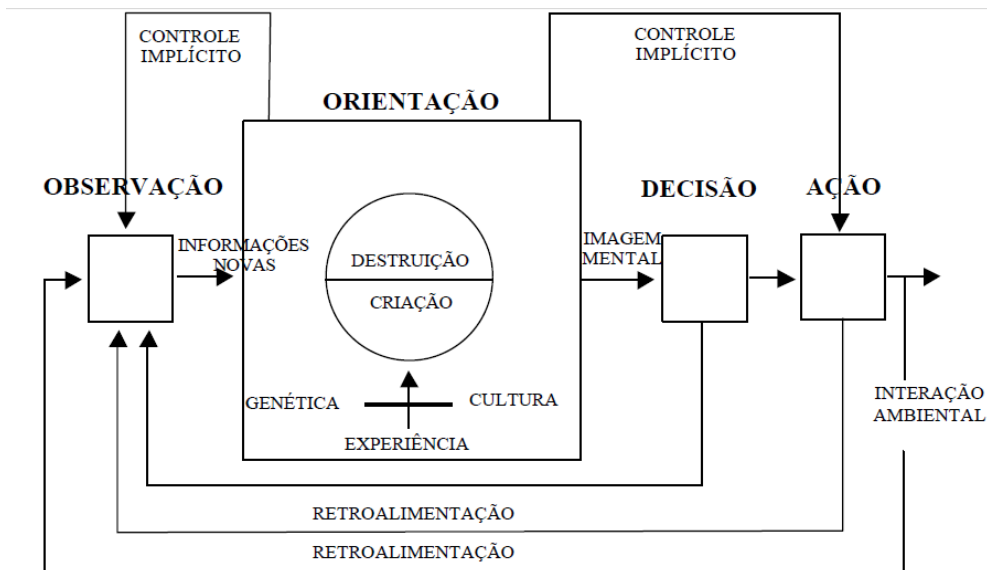 CONTROLE
IMPLÍCITO
CONTROLE
IMPLÍCITO
ORIENTAÇÃO
OBSERVAÇÃO
DECISÃO
AÇÃO
INFORMAÇÕES
NOVAS
DESTRUIÇÃO
CRIAÇÃO
IMAGEM
MENTAL
GENÉTICA
CULTURA
EXPERIÊNCIA
INTERAÇÃO
AMBIENTAL
RETROALIMENTAÇÃO
RETROALIMENTAÇÃO